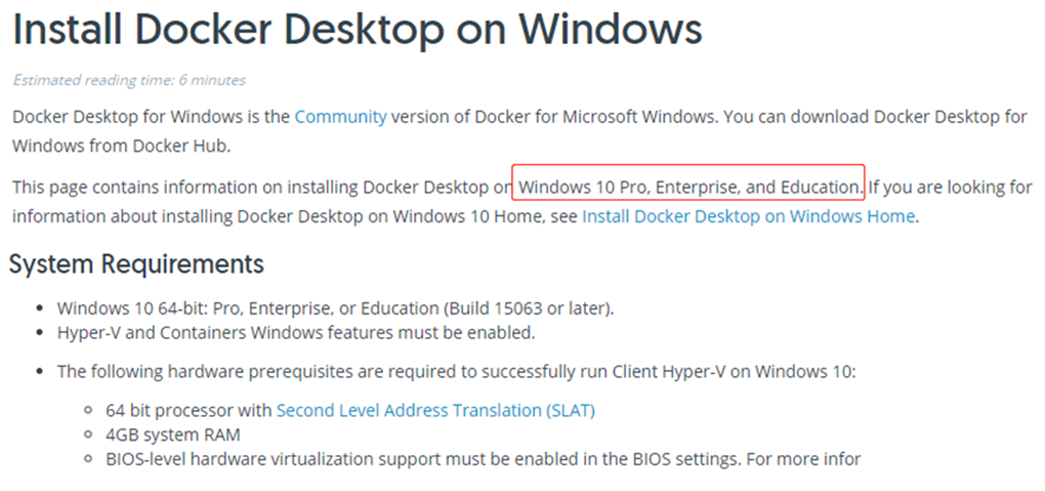 Install Docker Desktop on Windows
Estimated reading time: 6 minutes
Docker Desktop for Windows is the Community version of Docker for Microsoft Windows. You can download Docker Desktop for
Windows from Docker Hub.
This page contains information on installing Docker Desktop on Windows 10 Pro, Enterprise, and Education. If you are looking for
information about installing Docker Desktop on Windows 10 Home, see Install Docker Desktop on Windows Home.
System Requirements
• Windows 10 64-bit: Pro, Enterprise, or Education (Build 15063 or later).
• Hyper-V and Containers Windows features must be enabled.
• The following hardware prerequisites are required to successfully run Client Hyper-V on Windows 10:
◦ 64 bit processor with Second Level Address Translation (SLAT)
◦ 4GB system RAM
◦ BIOS-level hardware virtualization support must be enabled in the BIOS settings. For more infor